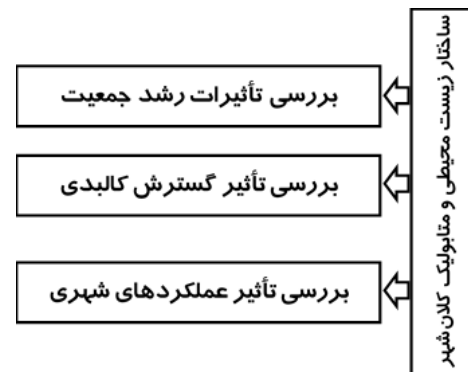 ساختار زیست محیطی و متابولیک کلان شهر
بررسی تأثیرات رشد جمعیت
بررسی تأثیر گسترش کالبدی
بررسی تأثیر عملکردهای شهری